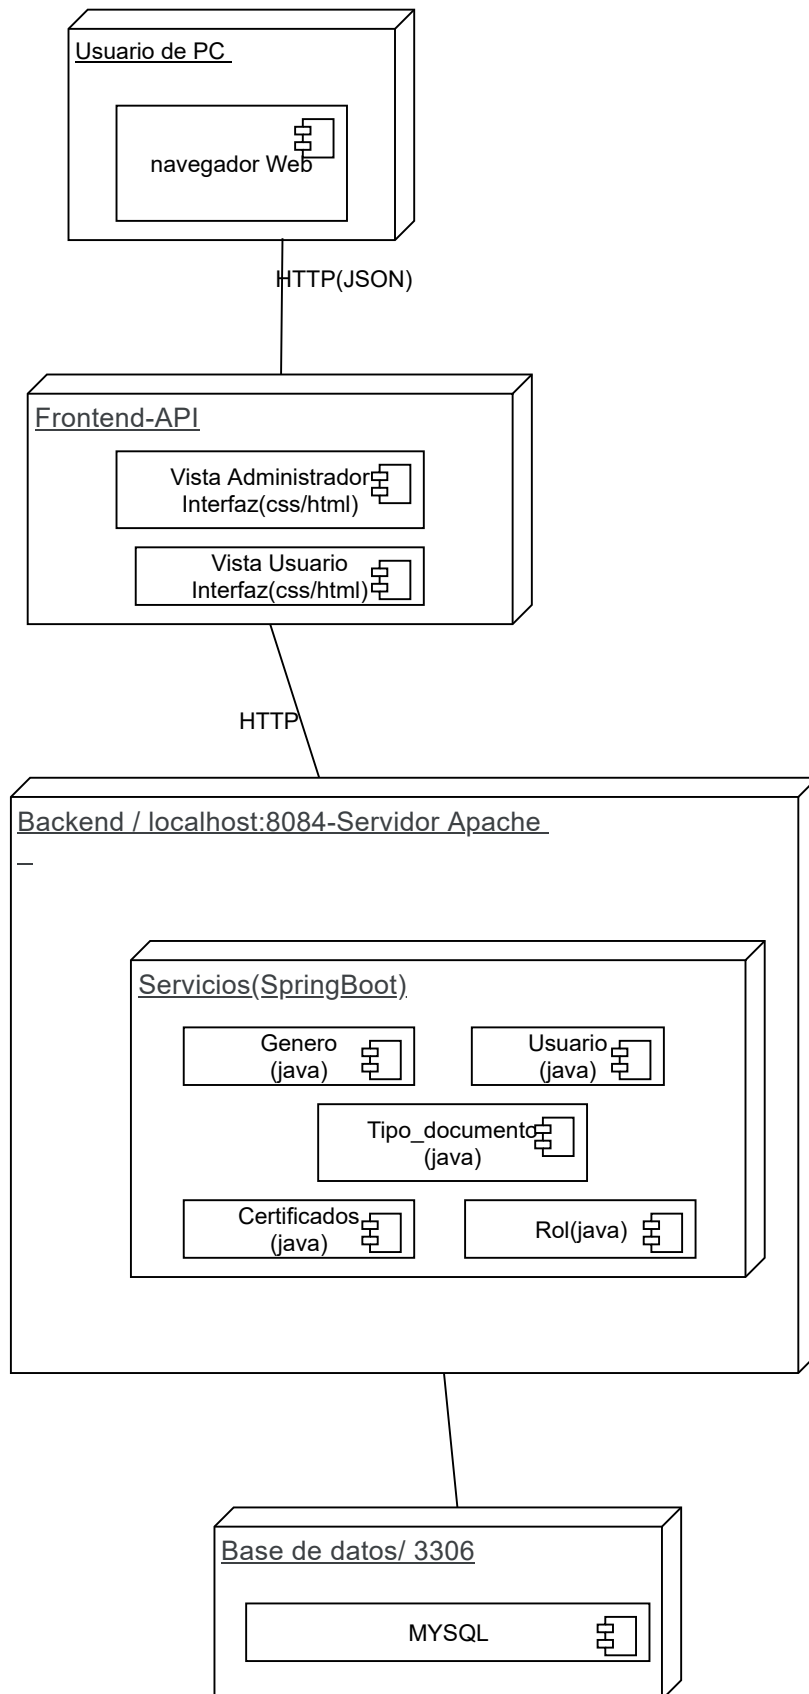 Usuario de PC
navegador Web
HTTP(JSON)
Frontend-API
Vista Administrador
Interfaz(css/html)
Vista Usuario
Interfaz(css/html)
HTTP
Backend / localhost:8084-Servidor Apache
Servicios(SpringBoot)
Genero
(java)
Usuario
(java)
Tipo_documento
(java)
Certificados
(java)
Rol(java)
Base de datos/ 3306
MYSQL